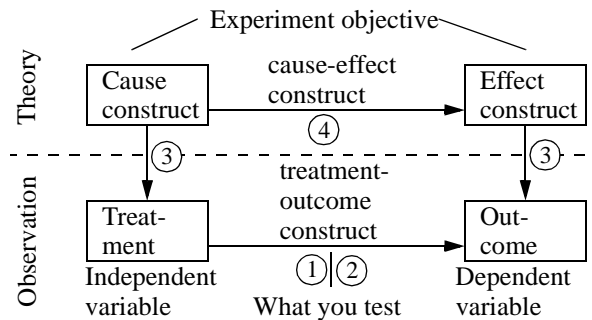 Experiment objective
Theory
Cause
construct
cause-effect
construct
4
Effect
construct
3
3
Observation
Treat-
ment
treatment-
outcome
construct
Out-
come
1
2
Independent
variable
What you test
Dependent
variable